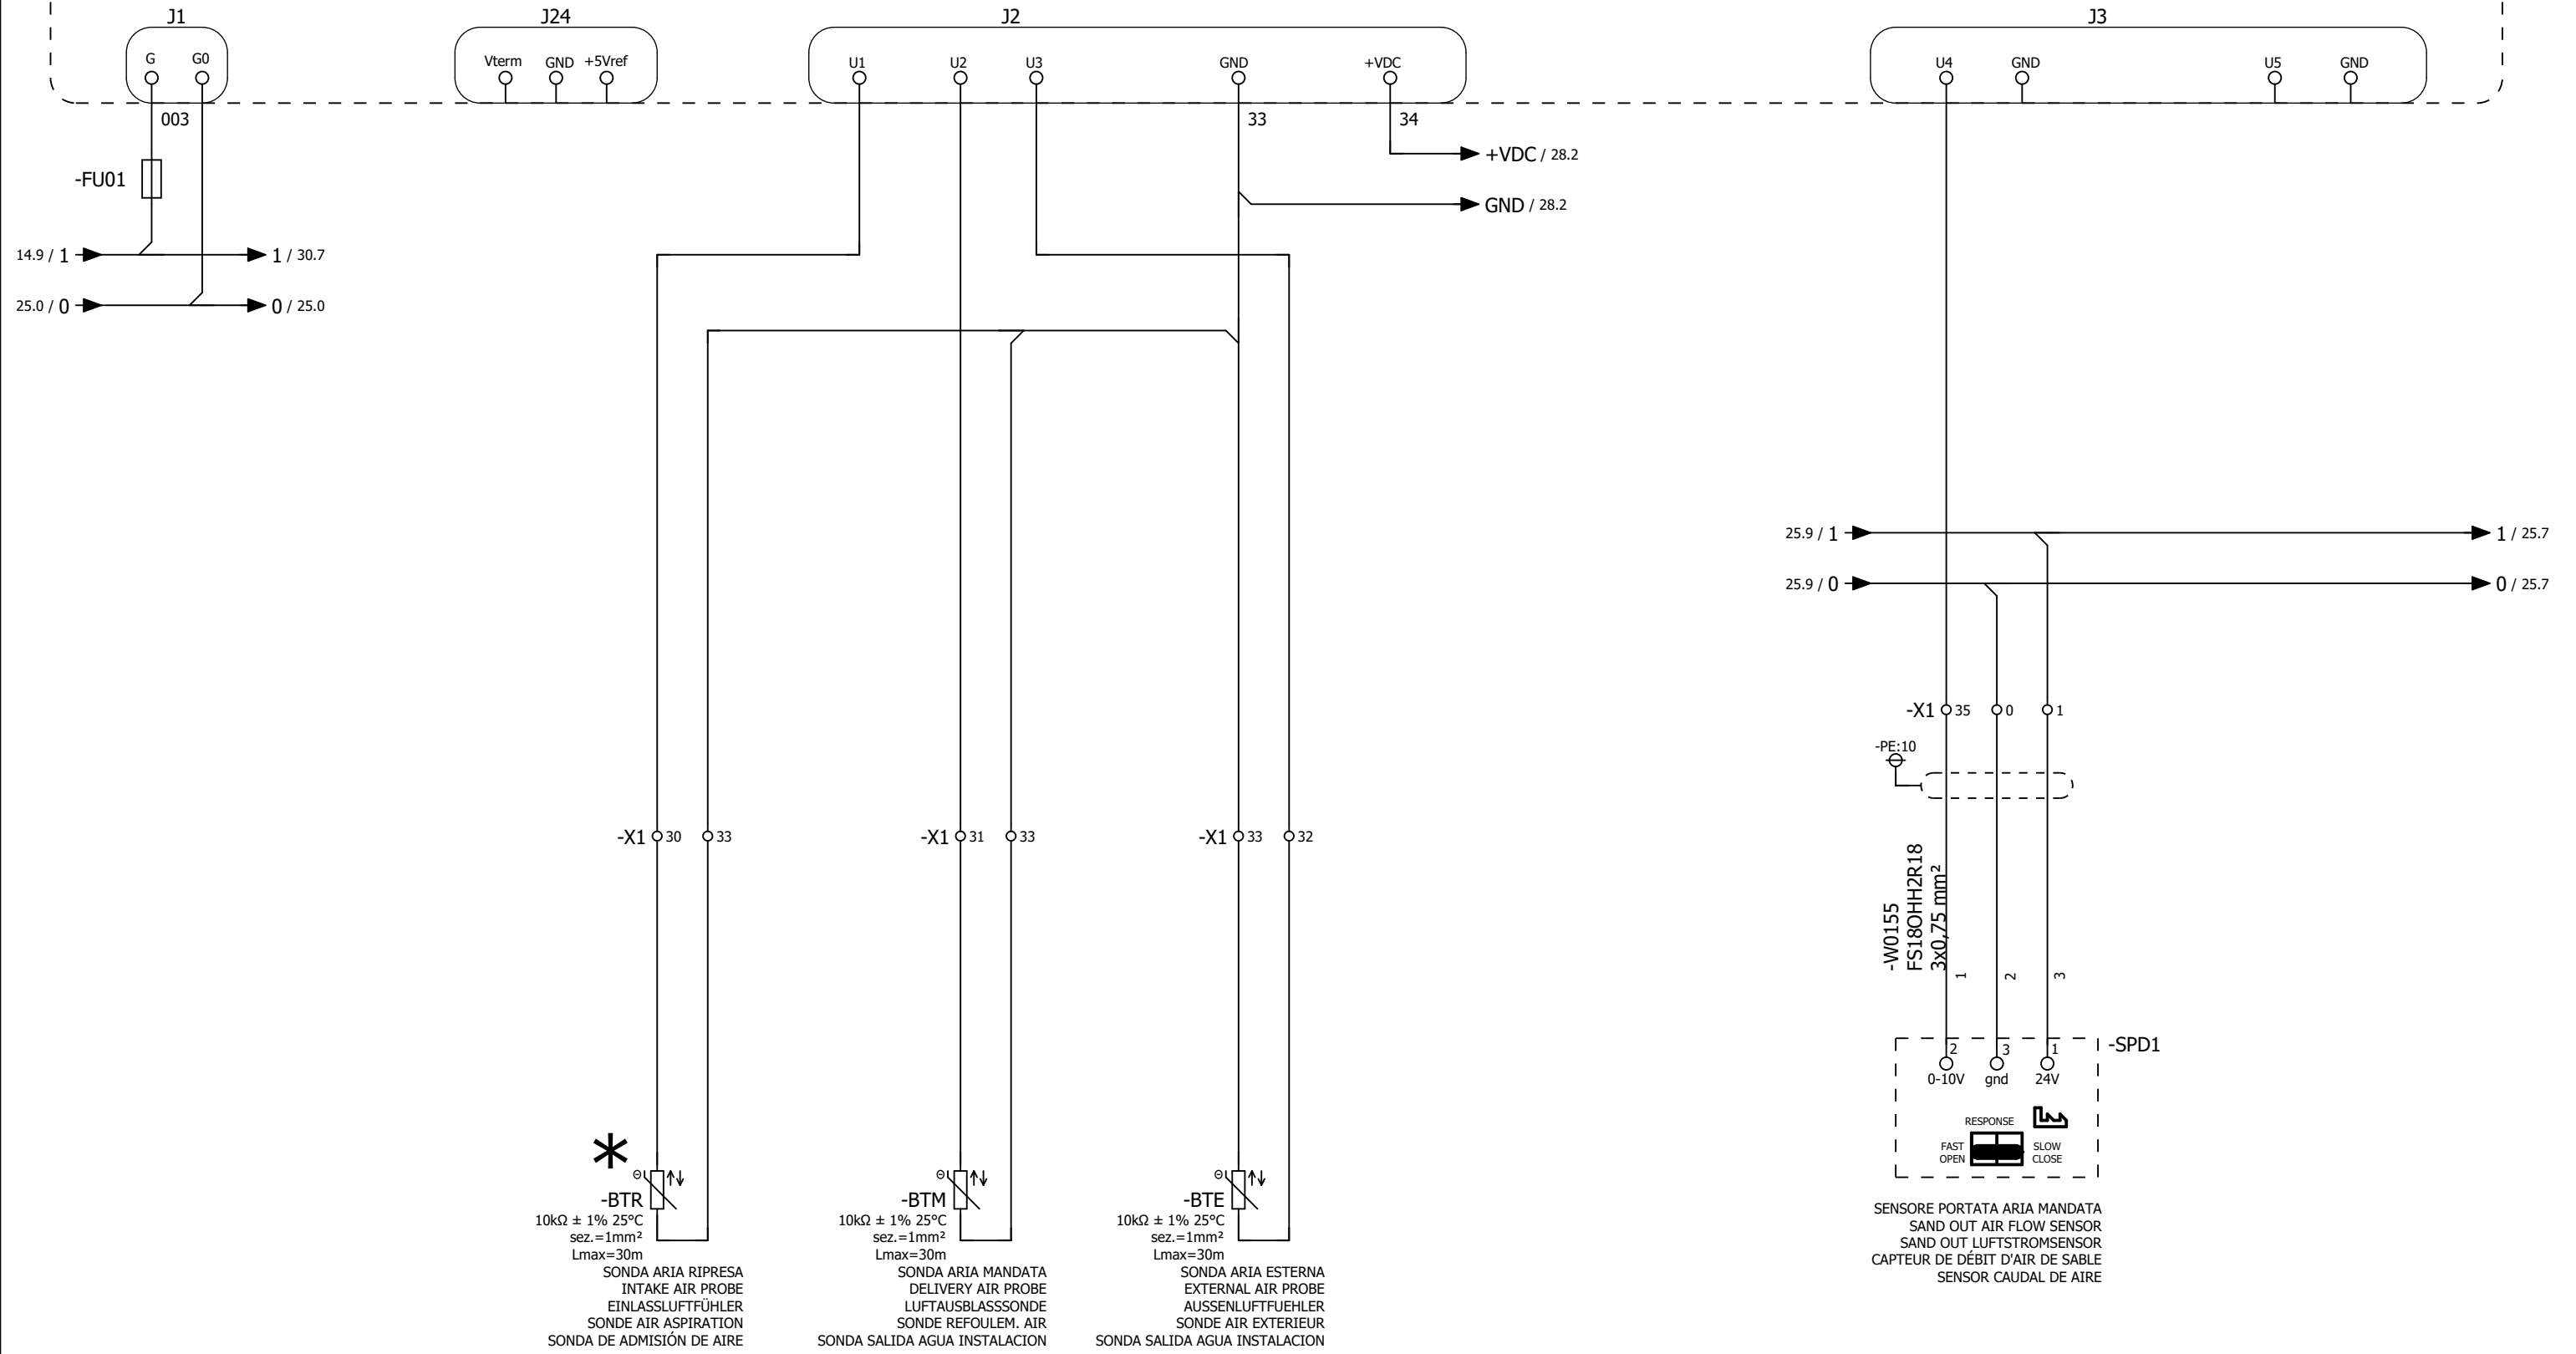 J1
J24
J2
J3
G G0
Vterm GND +5Vref
U1 U2 U3 GND +VDC
U4 GND U5 GND
003
33
34
-FU01
+VDC / 28.2
GND / 28.2
14.9 / 1
1 / 30.7
25.0 / 0
0 / 25.0
25.9 / 1
1 / 25.7
25.9 / 0
0 / 25.7
-X1 35 0 1
-PE:10
-X1 30 33
-X1 31 33
-X1 33 32
-W0155
FS18OHH2R18
3x0,75 mm²
1 2 3
-SPD1
2 3 1
0-10V gnd 24V
RESPONSE
FAST SLOW
OPEN CLOSE
SENSORE PORTATA ARIA MANDATA
SAND OUT AIR FLOW SENSOR
SAND OUT LUFTSTROMSENSOR
CAPTEUR DE DÉBIT D'AIR DE SABLE
SENSOR CAUDAL DE AIRE
*
Θ
-BTR
10kΩ ± 1% 25°C
sez.=1mm²
Lmax=30m
SONDA ARIA RIPRESA
INTAKE AIR PROBE
EINLASSLUFTFÜHLER
SONDE AIR ASPIRATION
SONDA DE ADMISIÓN DE AIRE
Θ
-BTM
10kΩ ± 1% 25°C
sez.=1mm²
Lmax=30m
SONDA ARIA MANDATA
DELIVERY AIR PROBE
LUFTAUSBLASSSONDE
SONDE REFOULEM. AIR
SONDA SALIDA AGUA INSTALACION
Θ
-BTE
10kΩ ± 1% 25°C
sez.=1mm²
Lmax=30m
SONDA ARIA ESTERNA
EXTERNAL AIR PROBE
AUSSENLUFTFUEHLER
SONDE AIR EXTERIEUR
SONDA SALIDA AGUA INSTALACION